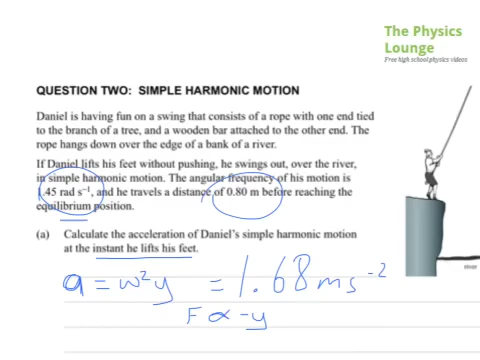 The Physics
Lounge
Free high school physics videos
QUESTION TWO: SIMPLE HARMONIC MOTION
Daniel is having fun on a swing that consists of a rope with one end tied
to the branch of a tree, and a wooden bar attached to the other end. The
rope hangs down over the edge of a bank of a river.
If Daniel lifts his feet without pushing, he swings out, over the river,
in simple harmonic motion. The angular frequency of his motion is
1.45 rad s⁻¹, and he travels a distance of 0.80 m before reaching the
equilibrium position.
(a) Calculate the acceleration of Daniel's simple harmonic motion
at the instant he lifts his feet.
a = w²y = 1.68 ms⁻²
F ∝ -y
river